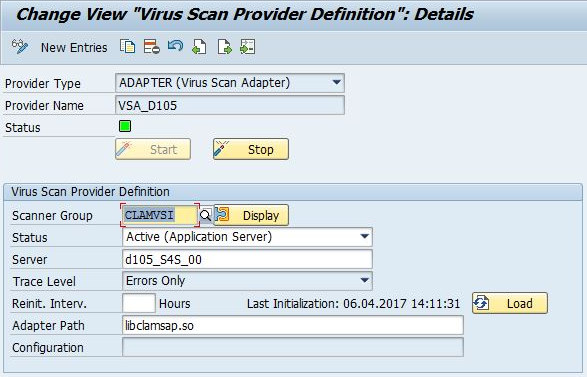 Change View "Virus Scan Provider Definition": Details
New Entries
Provider Type ADAPTER (Virus Scan Adapter)
Provider Name VSA_D105
Status
Start Stop
Virus Scan Provider Definition
Scanner Group CLAMVSI Display
Status Active (Application Server)
Server d105_S4S_00
Trace Level Errors Only
Reinit. Interv. Hours Last Initialization: 06.04.2017 14:11:31 Load
Adapter Path libclamsap.so
Configuration